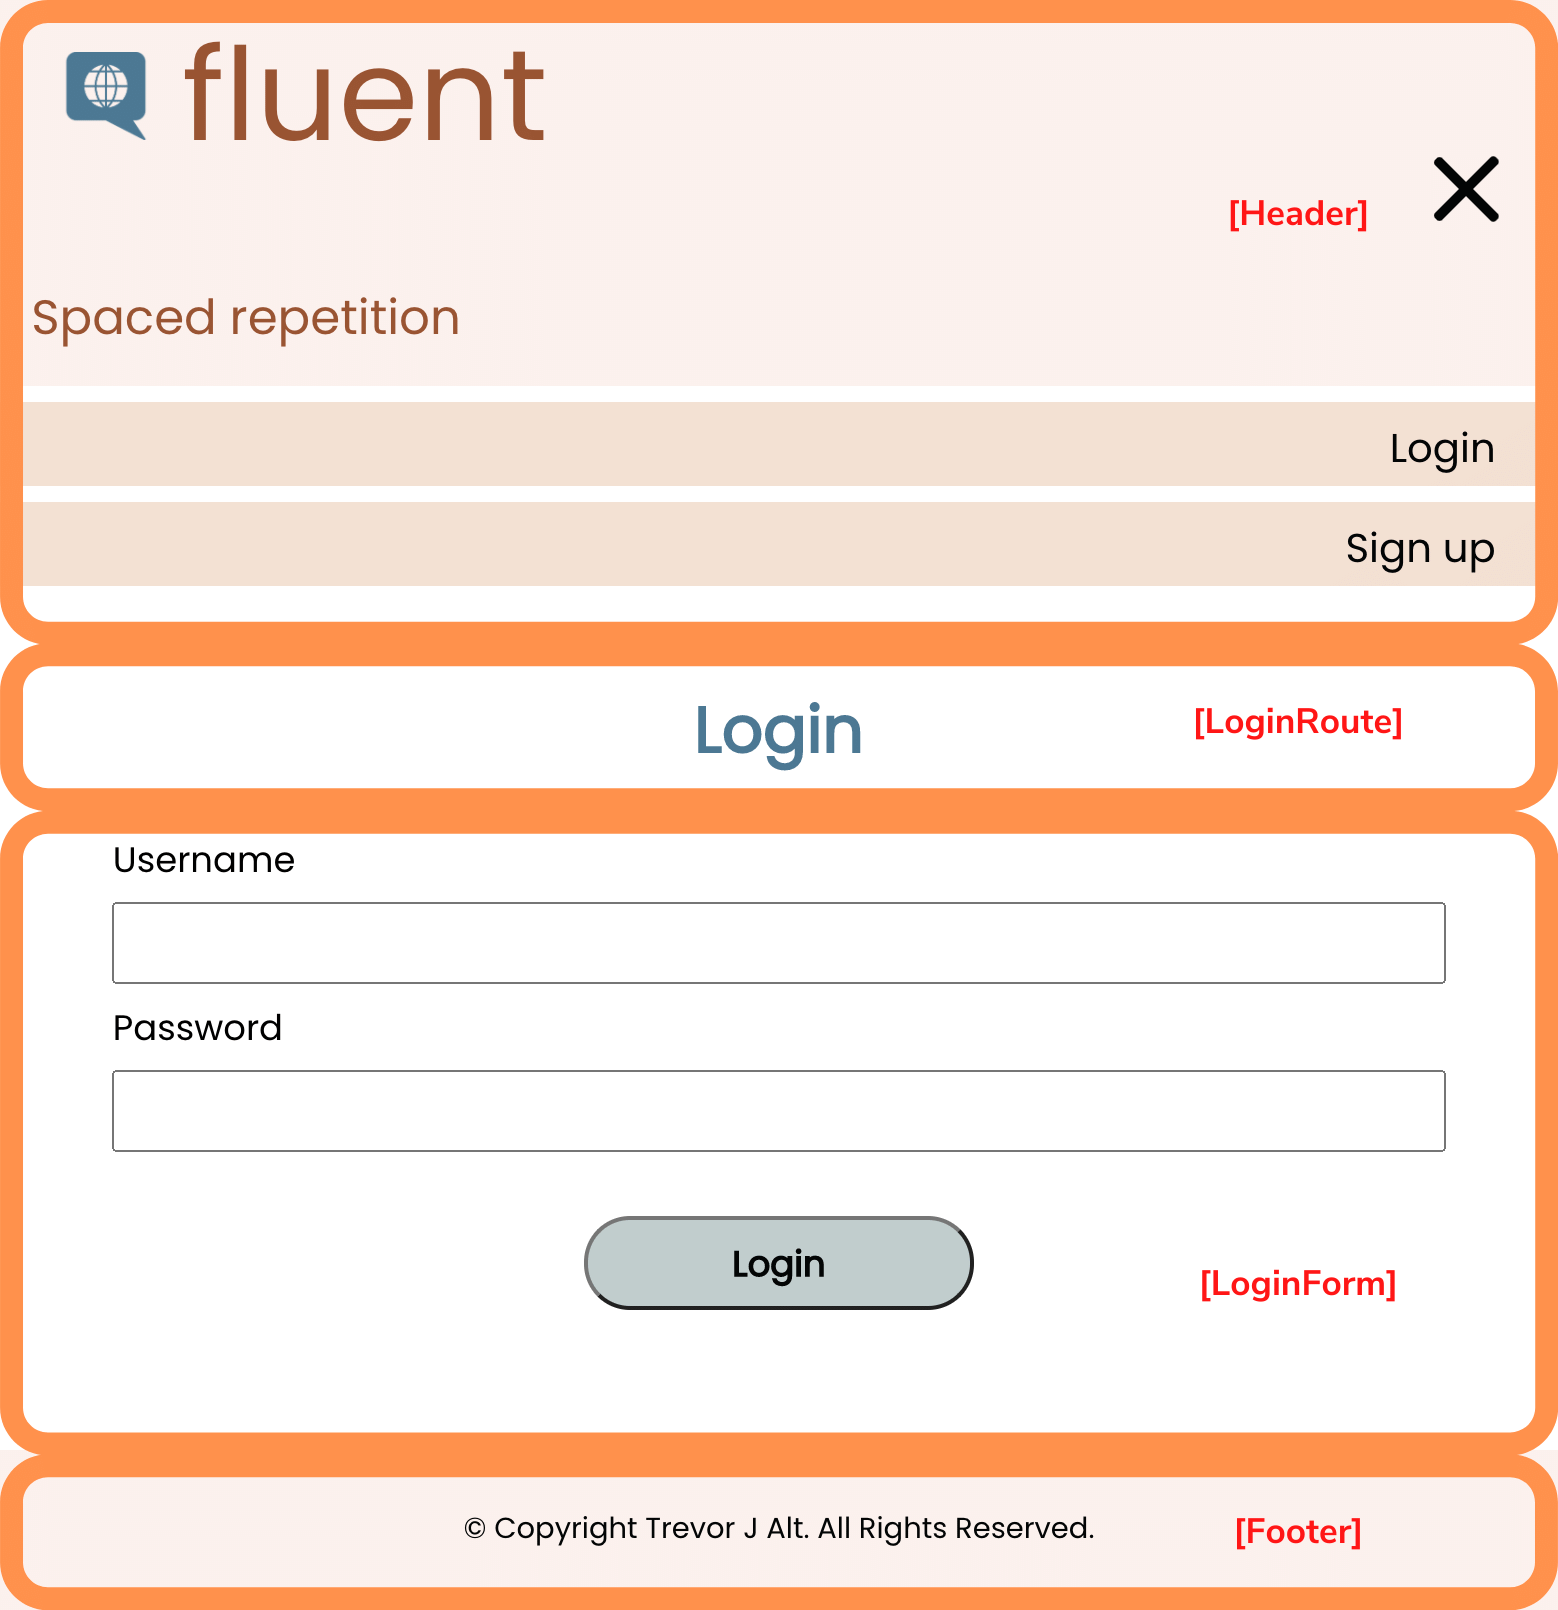 fluent
[Header]
Spaced repetition
Login
Sign up
Login
[LoginRoute]
Username
Password
Login
[LoginForm]
© Copyright Trevor J Alt. All Rights Reserved.
[Footer]